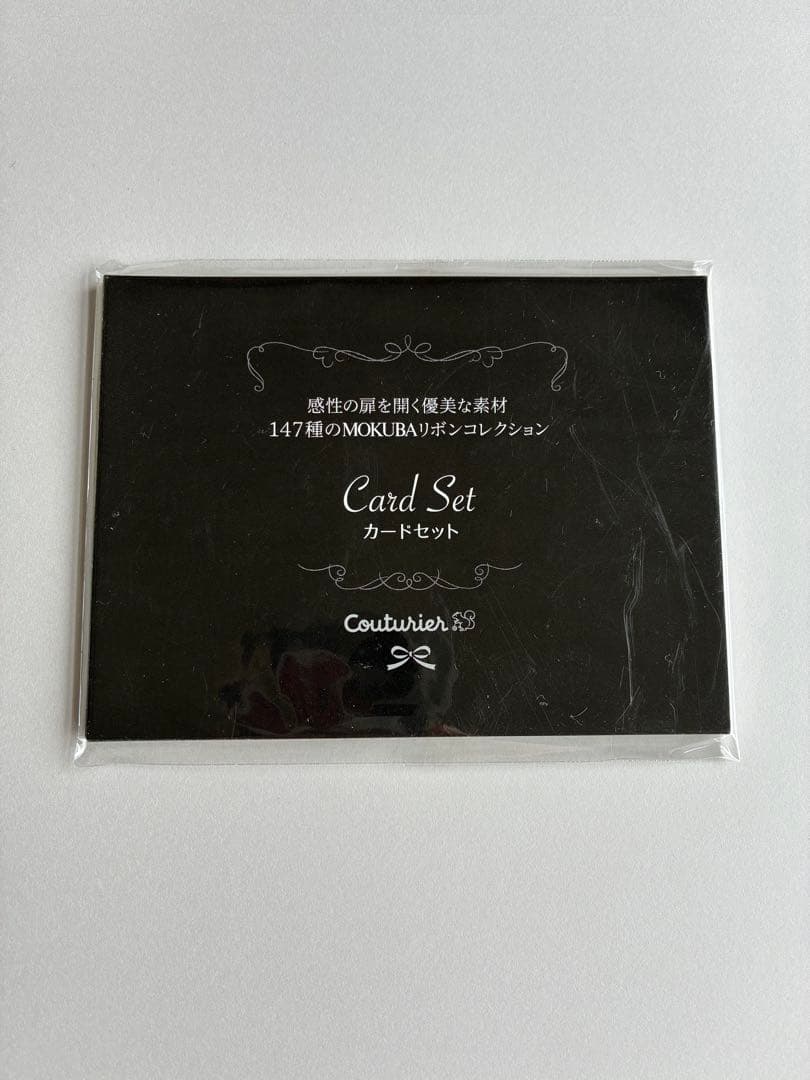 感性の扉を開く優美な素材
147種のMOKUBAリボンコレクション
Card Set
カードセット
Couturier